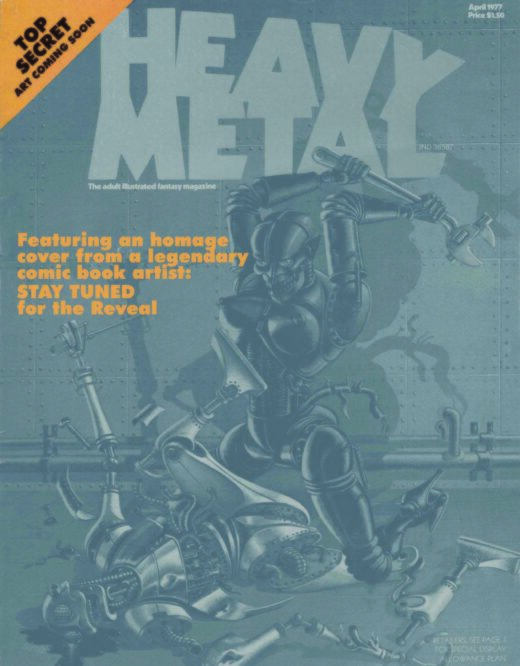 TOP
SECRET
ART COMING SOON
April 1977
Price $1.50
HEAVY
METAL
The adult illustrated fantasy magazine
Featuring an homage
cover from a legendary
comic book artist:
STAY TUNED
for the Reveal
RETAILERS: SEE PAGE
FOR SPECIAL DISPLAY
ALLOWANCE PLAN